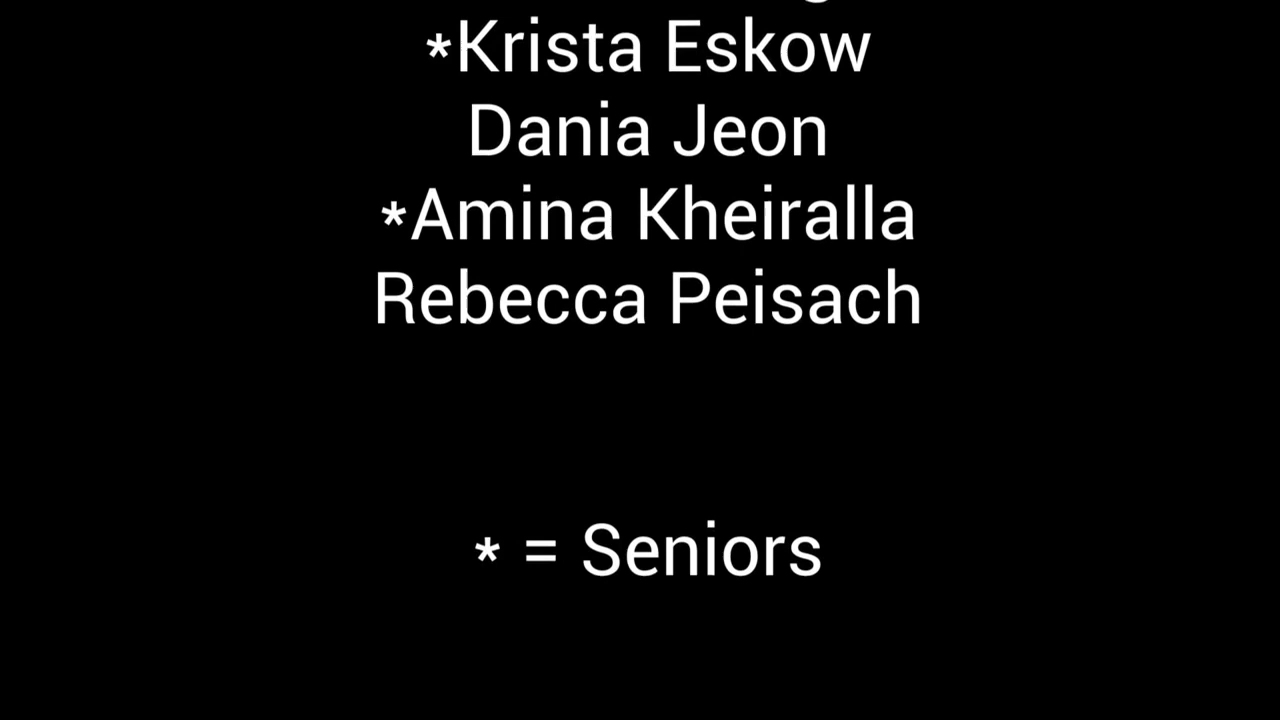 *Krista Eskow
Dania Jeon
*Amina Kheiralla
Rebecca Peisach
* = Seniors